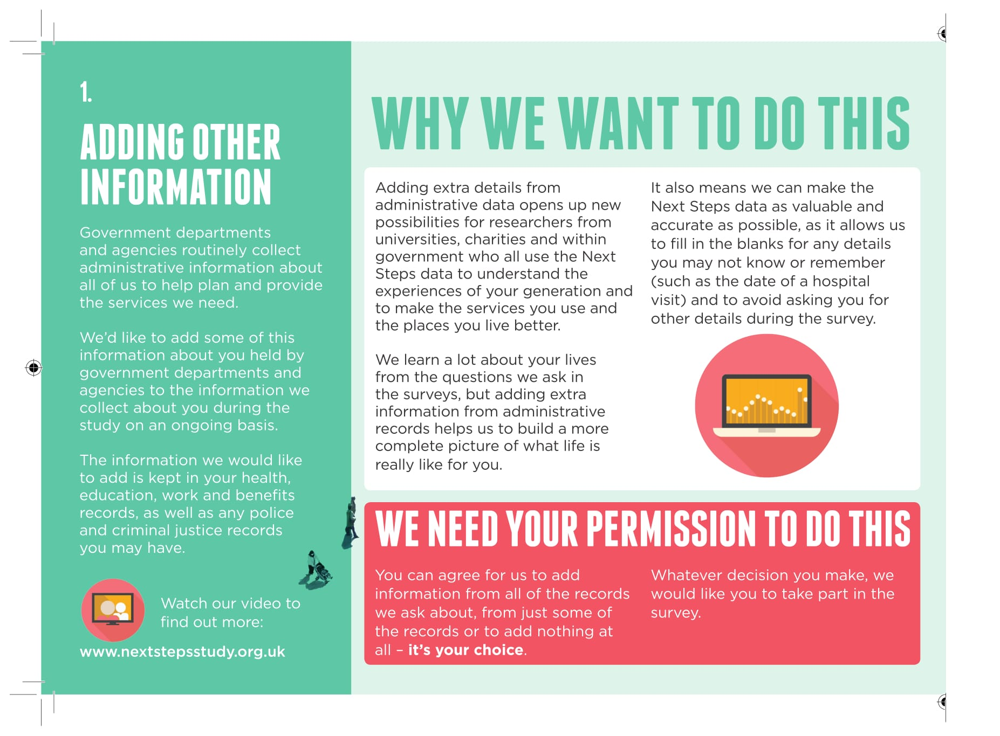 1.
ADDING OTHER
INFORMATION
Government departments
and agencies routinely collect
administrative information about
all of us to help plan and provide
the services we need.
We’d like to add some of this
information about you held by
government departments and
agencies to the information we
collect about you during the
study on an ongoing basis.
The information we would like
to add is kept in your health,
education, work and benefits
records, as well as any police
and criminal justice records
you may have.
Watch our video to
find out more:
www.nextstepsstudy.org.uk
WHY WE WANT TO DO THIS
Adding extra details from
administrative data opens up new
possibilities for researchers from
universities, charities and within
government who all use the Next
Steps data to understand the
experiences of your generation and
to make the services you use and
the places you live better.
We learn a lot about your lives
from the questions we ask in
the surveys, but adding extra
information from administrative
records helps us to build a more
complete picture of what life is
really like for you.
It also means we can make the
Next Steps data as valuable and
accurate as possible, as it allows us
to fill in the blanks for any details
you may not know or remember
(such as the date of a hospital
visit) and to avoid asking you for
other details during the survey.
WE NEED YOUR PERMISSION TO DO THIS
You can agree for us to add
information from all of the records
we ask about, from just some of
the records or to add nothing at
all – it’s your choice.
Whatever decision you make, we
would like you to take part in the
survey.